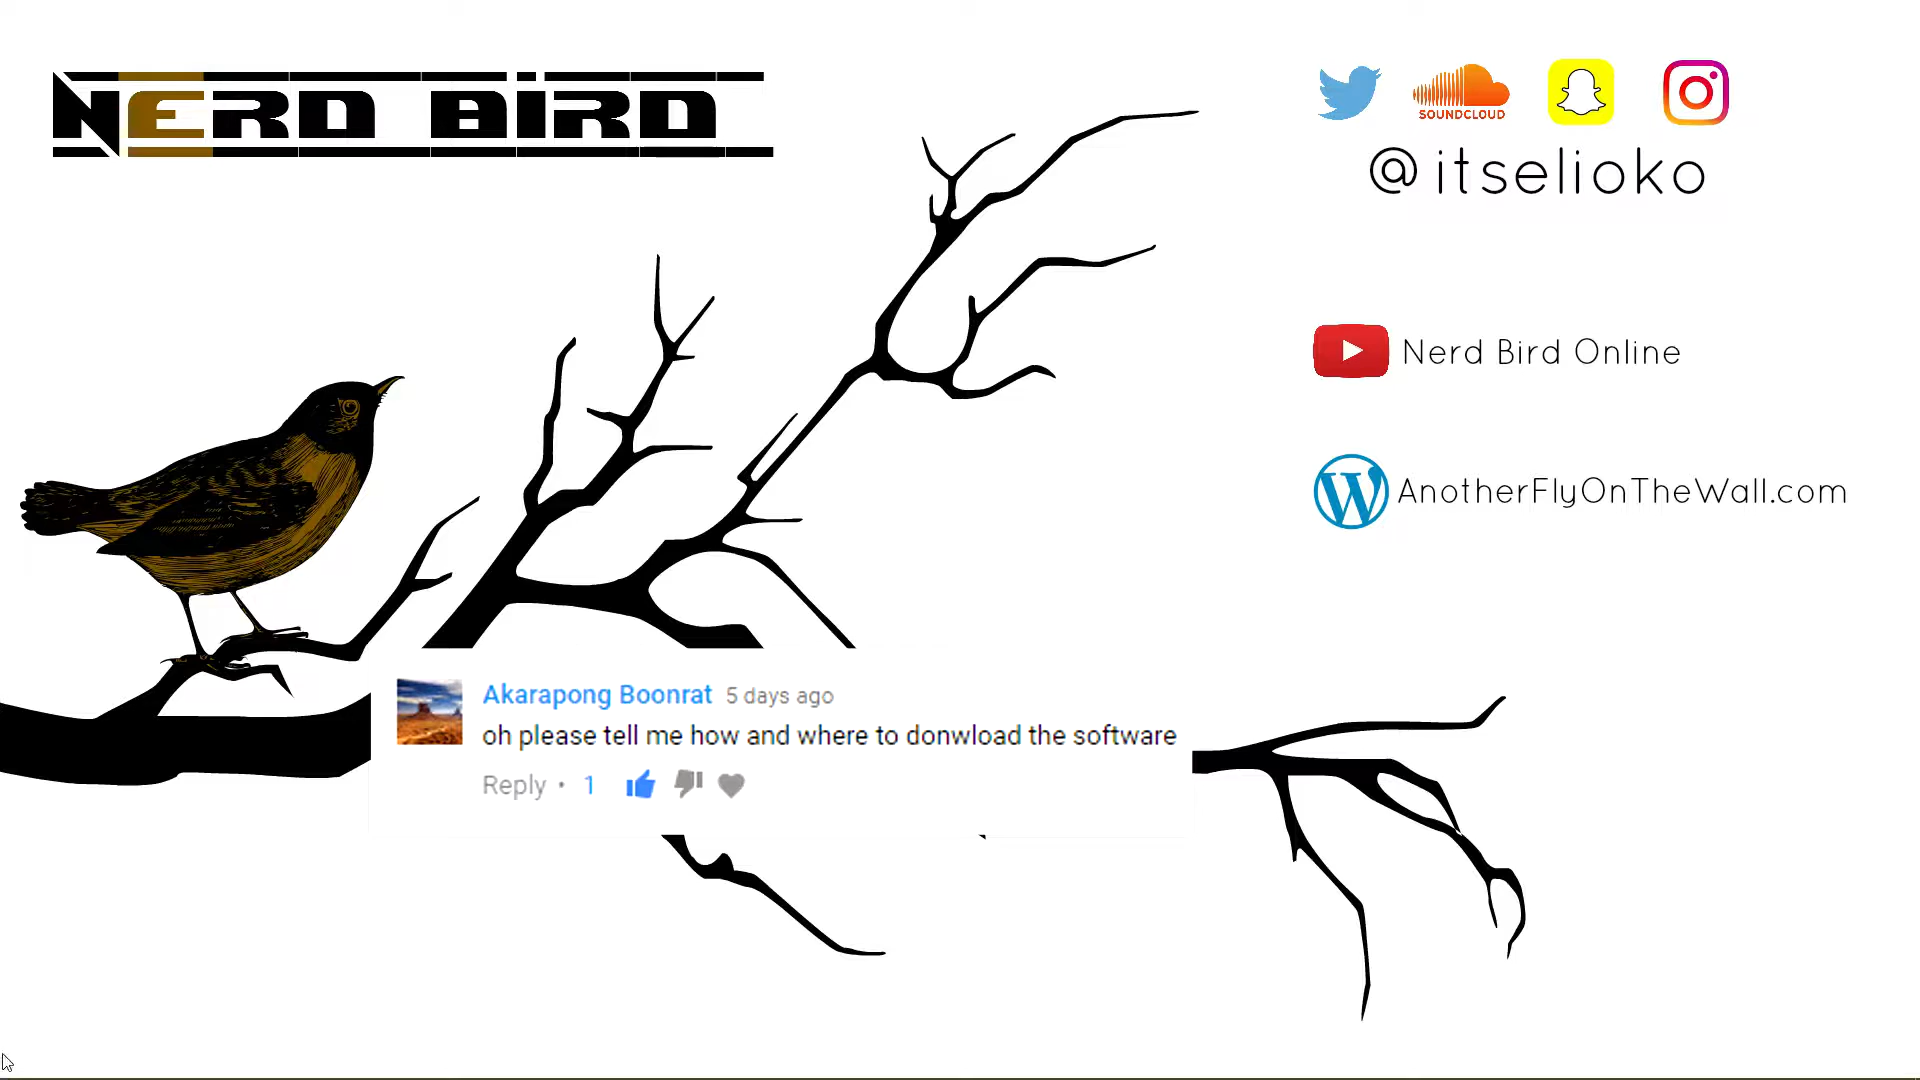 NERD BIRD
SOUNDCLOUD
@itselioko
Nerd Bird Online
AnotherFlyOnTheWall.com
Akarapong Boonrat 5 days ago
oh please tell me how and where to donwload the software
Reply • 1